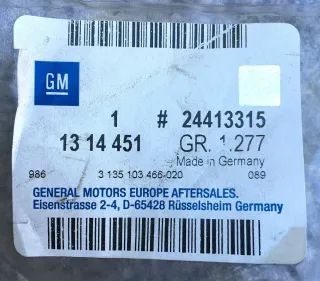 GM
1 # 24413315
13 14 451 GR. 1.277
Made in Germany
986 3 135 103 466-020 089
GENERAL MOTORS EUROPE AFTERSALES.
Eisenstrasse 2-4, D-65428 Rüsselsheim Germany